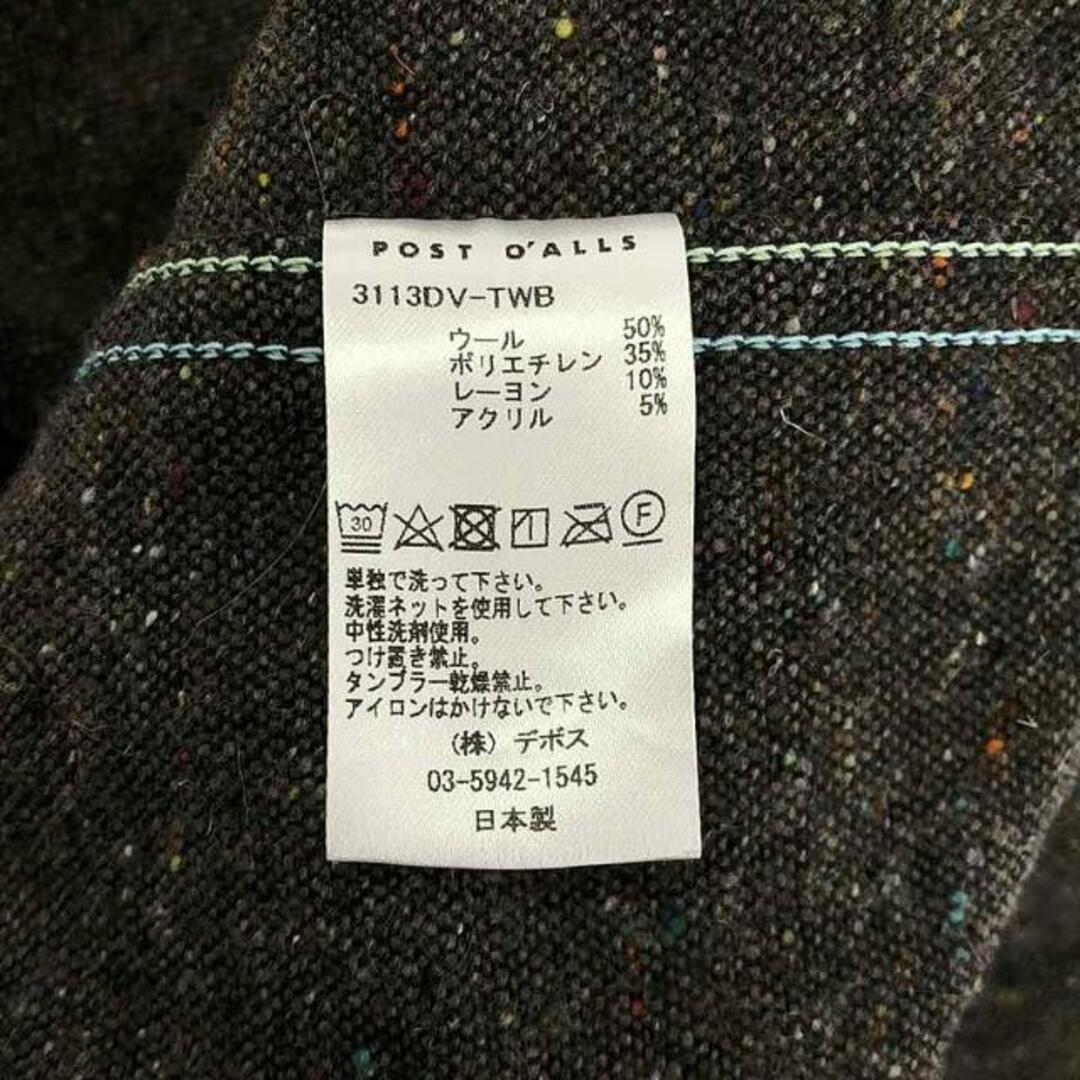 POST O'ALLS
3113DV-TWB
ウール 50%
ポリエチレン 35%
レーヨン 10%
アクリル 5%
30 F
単独で洗って下さい。
洗濯ネットを使用して下さい。
中性洗剤使用。
つけ置き禁止。
タンブラー乾燥禁止。
アイロンはかけないで下さい。
(株) デボス
03-5942-1545
日本製